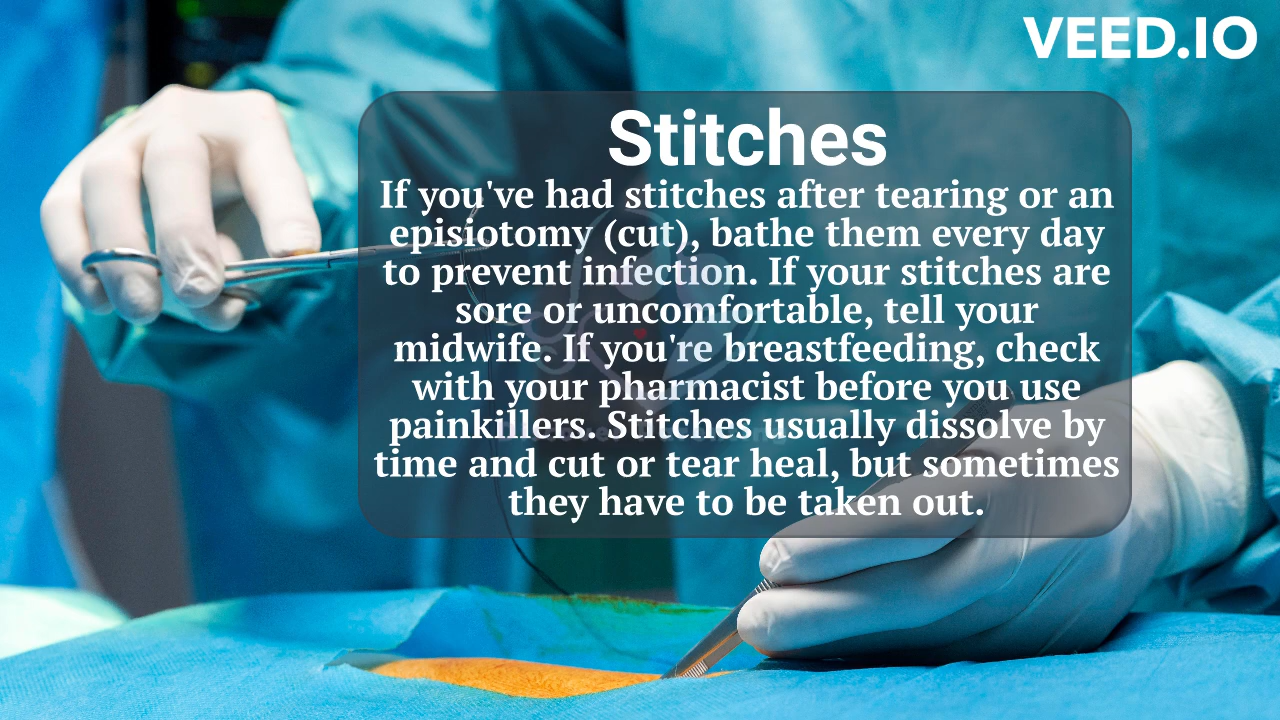 VEED.IO
Stitches
If you've had stitches after tearing or an
episiotomy (cut), bathe them every day
to prevent infection. If your stitches are
sore or uncomfortable, tell your
midwife. If you're breastfeeding, check
with your pharmacist before you use
painkillers. Stitches usually dissolve by
time and cut or tear heal, but sometimes
they have to be taken out.